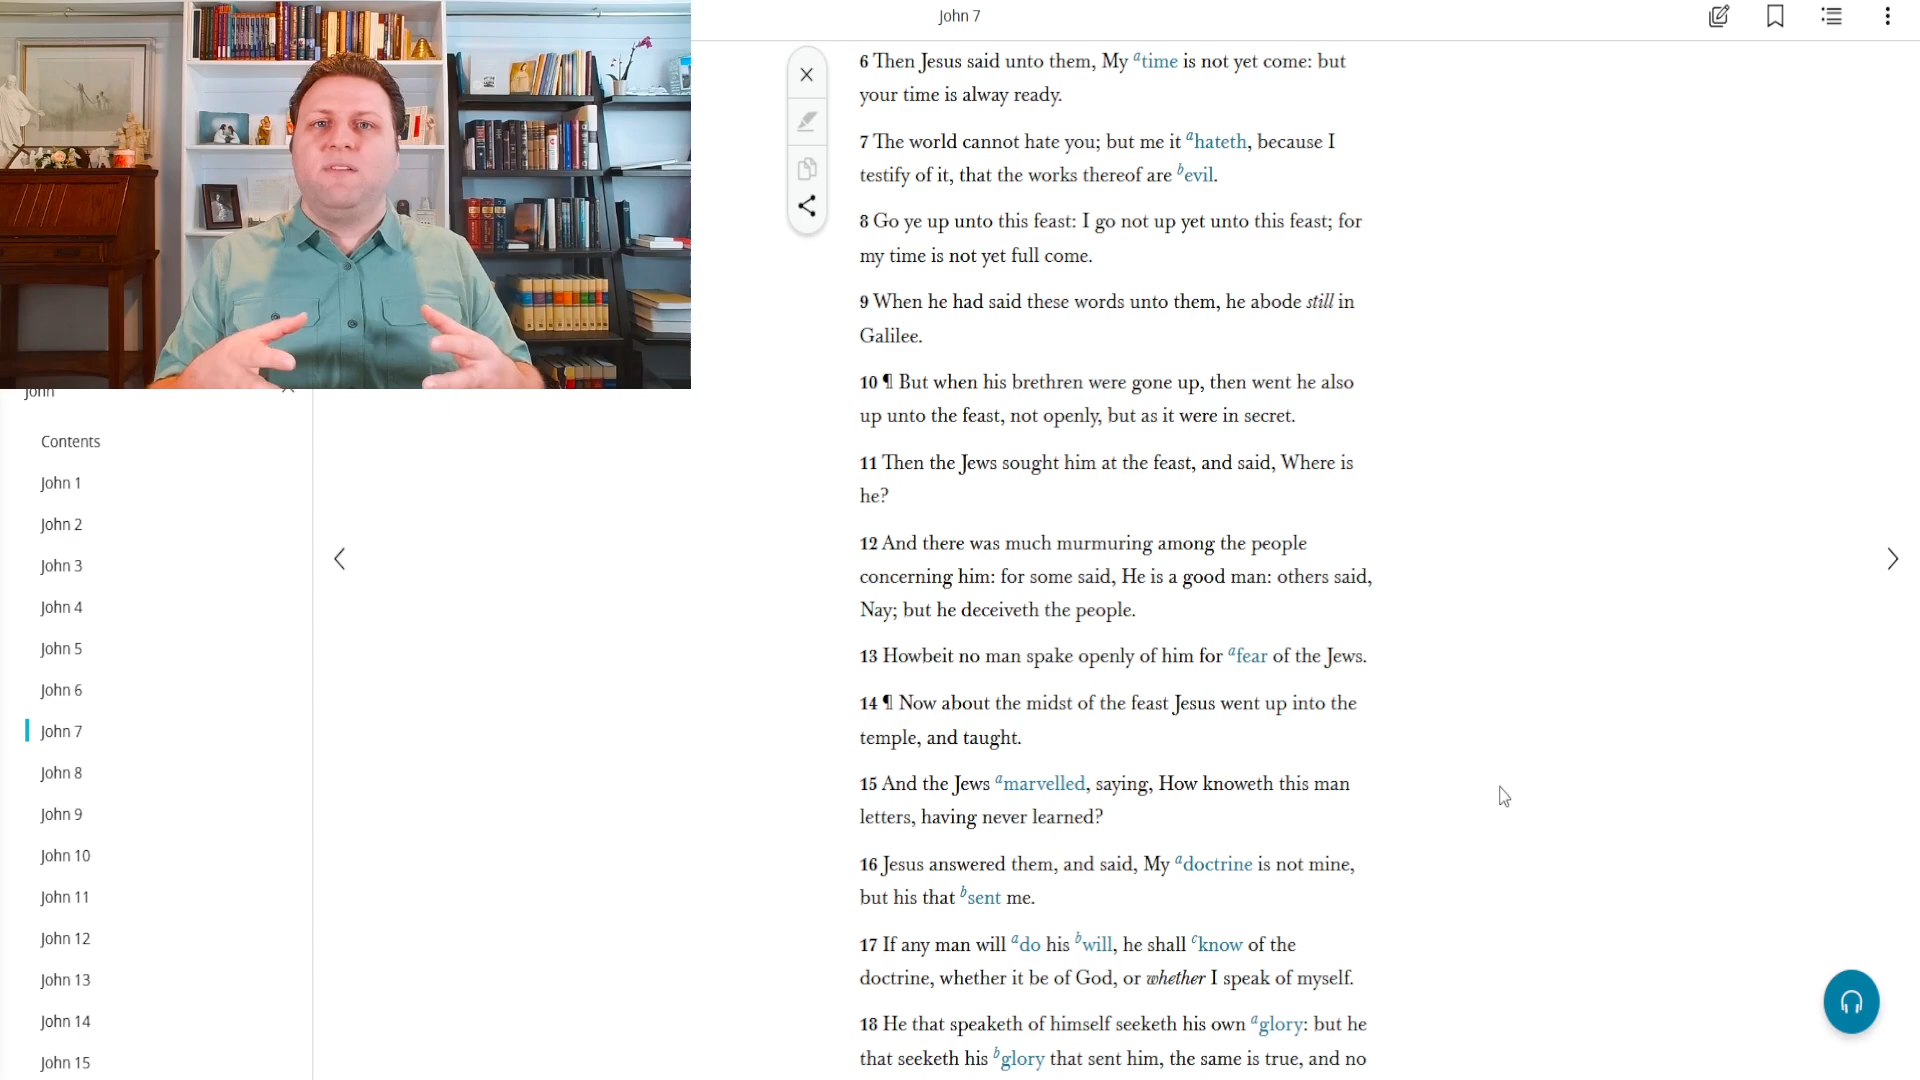 John 7
6 Then Jesus said unto them, My ᵃtime is not yet come: but
your time is alway ready.
7 The world cannot hate you; but me it ᵃhateth, because I
testify of it, that the works thereof are ᵇevil.
8 Go ye up unto this feast: I go not up yet unto this feast; for
my time is not yet full come.
9 When he had said these words unto them, he abode still in
Galilee.
10 ¶ But when his brethren were gone up, then went he also
up unto the feast, not openly, but as it were in secret.
11 Then the Jews sought him at the feast, and said, Where is
he?
12 And there was much murmuring among the people
concerning him: for some said, He is a good man: others said,
Nay; but he deceiveth the people.
13 Howbeit no man spake openly of him for ᵃfear of the Jews.
14 ¶ Now about the midst of the feast Jesus went up into the
temple, and taught.
15 And the Jews ᵃmarvelled, saying, How knoweth this man
letters, having never learned?
16 Jesus answered them, and said, My ᵃdoctrine is not mine,
but his that ᵇsent me.
17 If any man will ᵃdo his ᵇwill, he shall ᶜknow of the
doctrine, whether it be of God, or whether I speak of myself.
18 He that speaketh of himself seeketh his own ᵃglory: but he
that seeketh his ᵇglory that sent him, the same is true, and no
John
Contents
John 1
John 2
John 3
John 4
John 5
John 6
John 7
John 8
John 9
John 10
John 11
John 12
John 13
John 14
John 15